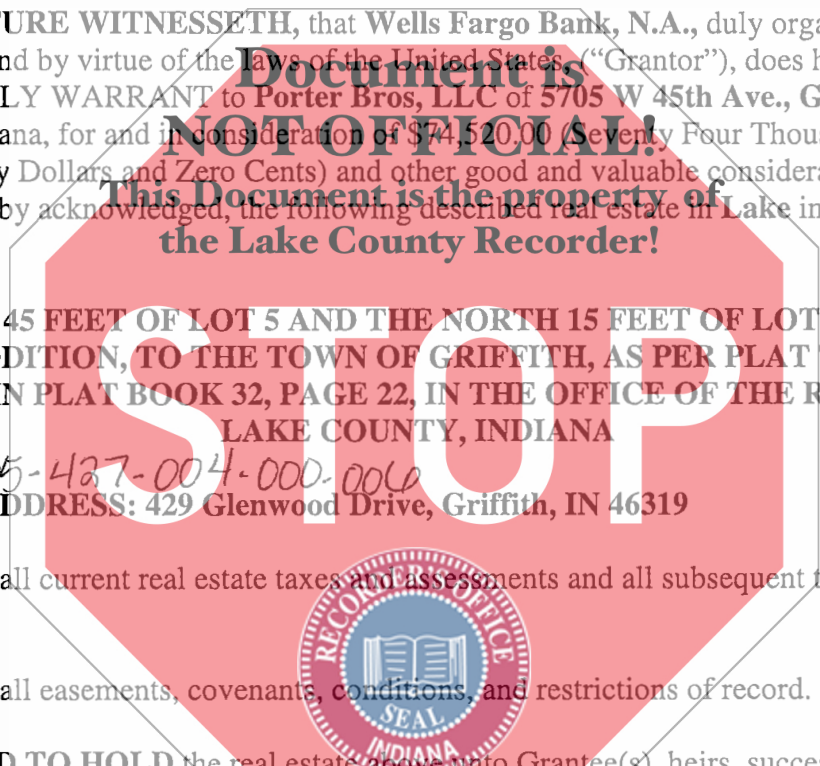 TURE WITNESSETH, that Wells Fargo Bank, N.A., duly orga
nd by virtue of the laws of the United States, (“Grantor”), does h
Document is
LY WARRANT to Porter Bros, LLC of 5705 W 45th Ave., G
ana, for and in consideration of $74,520.00 (Seventy Four Thou
NOT OFFICIAL!
y Dollars and Zero Cents) and other good and valuable considera
This Document is the property of
by acknowledged, the following described real estate in Lake in
the Lake County Recorder!
45 FEET OF LOT 5 AND THE NORTH 15 FEET OF LOT
DITION, TO THE TOWN OF GRIFFITH, AS PER PLAT
N PLAT BOOK 32, PAGE 22, IN THE OFFICE OF THE R
LAKE COUNTY, INDIANA
STOP
5-427-004-000-006
DDRESS: 429 Glenwood Drive, Griffith, IN 46319
all current real estate taxes and assessments and all subsequent t
RECORDER'S OFFICE
SEAL
INDIANA
all easements, covenants, conditions, and restrictions of record.
D TO HOLD the real estate above unto Grantee(s), heirs, succe